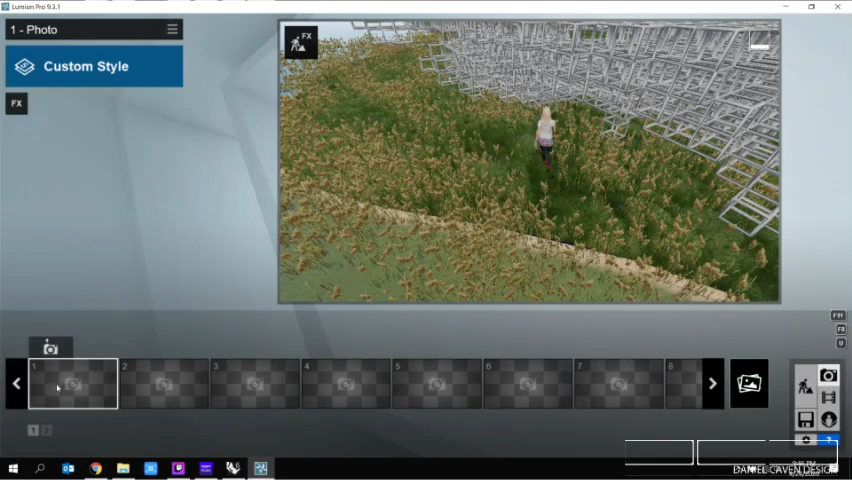 Lumion Pro 9.3.1
1 - Photo
Custom Style
FX
FX
1
2
3
4
5
6
7
8
F11
F8
U
1
2
?
DANIEL CAVEN DESIGN